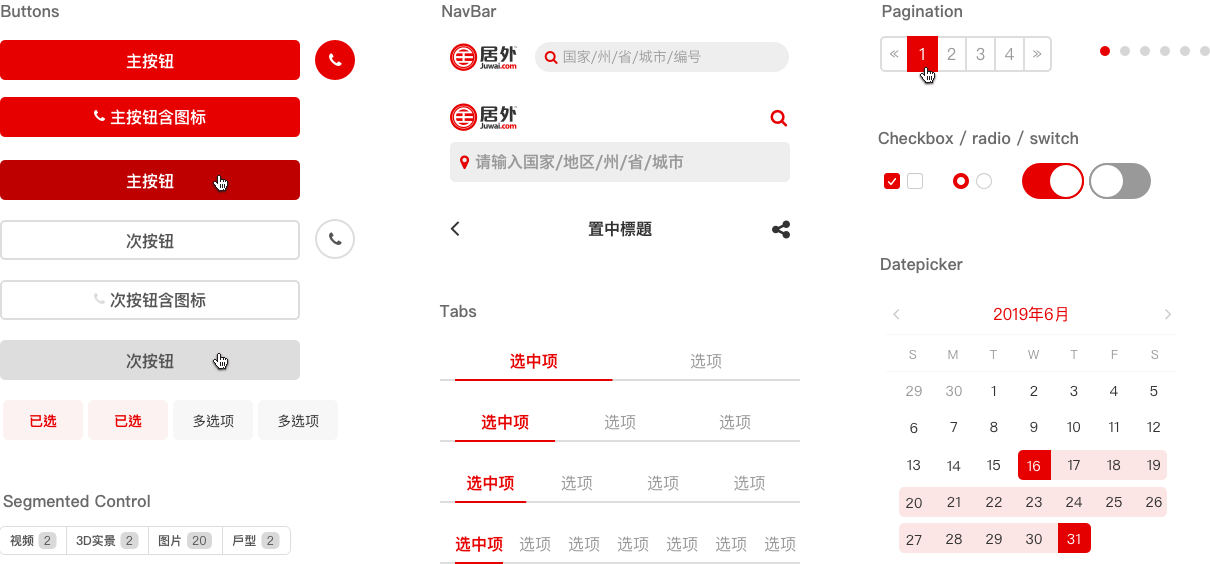 Buttons
主按钮
主按钮含图标
主按钮
次按钮
次按钮含图标
次按钮
已选 已选 多选项 多选项
Segmented Control
视频 2 3D实景 2 图片 20 戶型 2
NavBar
居外
Juwai.com
国家/州/省/城市/编号
居外
Juwai.com
请输入国家/地区/州/省/城市
置中標題
Tabs
选中项 选项
选中项 选项 选项
选中项 选项 选项 选项
选中项 选项 选项 选项 选项 选项 选项
Pagination
« 1 2 3 4 »
Checkbox / radio / switch
Datepicker
2019年6月
S M T W T F S
29 30 1 2 3 4 5
6 7 8 9 10 11 12
13 14 15 16 17 18 19
20 21 22 23 24 25 26
27 28 29 30 31